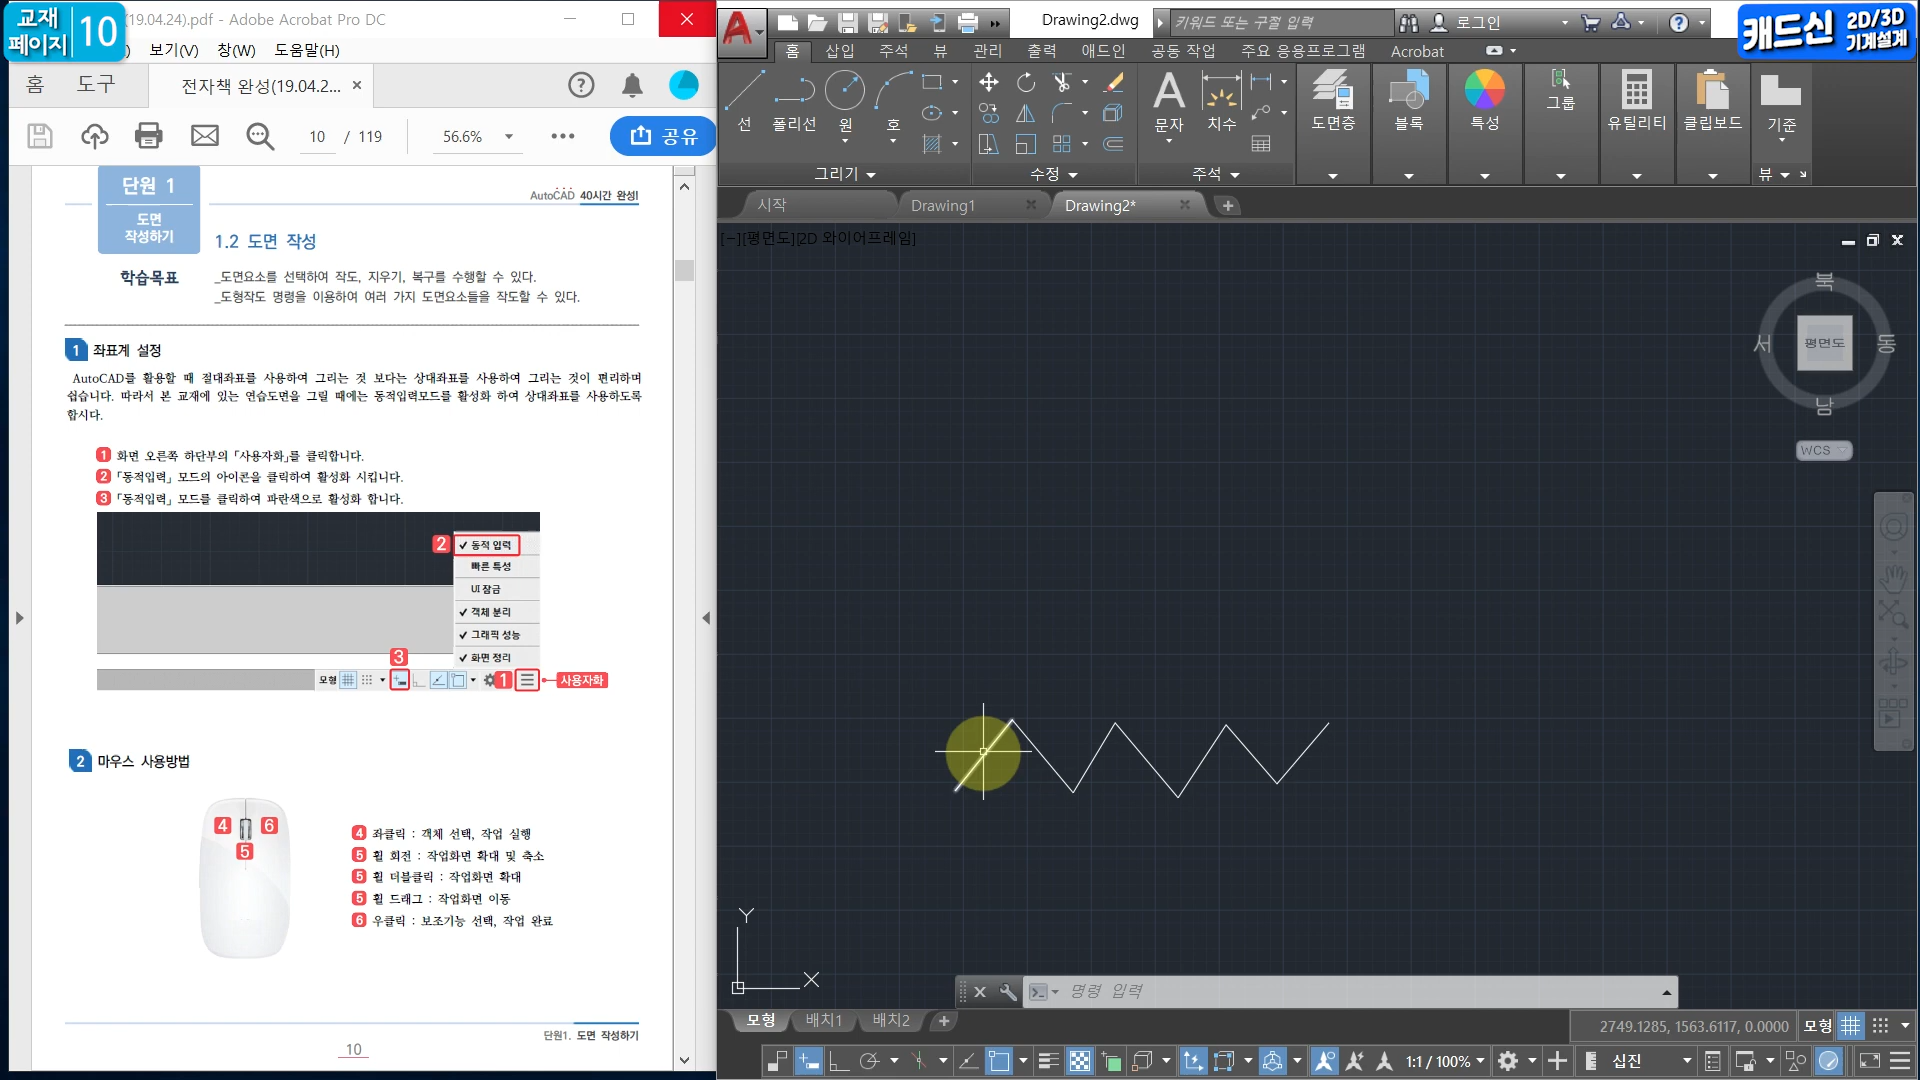 교재
페이지 10
19.04.24).pdf - Adobe Acrobat Pro DC
보기(V) 창(W) 도움말(H)
홈 도구 전자책 완성(19.04.2... ×
10 / 119 56.6% 공유
단원 1
도면
작성하기
AutoCAD 40시간 완성!
1.2 도면 작성
학습목표 _도면요소를 선택하여 작도, 지우기, 복구를 수행할 수 있다.
_도형작도 명령을 이용하여 여러 가지 도면요소들을 작도할 수 있다.
1 좌표계 설정
AutoCAD를 활용할 때 절대좌표를 사용하여 그리는 것 보다는 상대좌표를 사용하여 그리는 것이 편리하며
쉽습니다. 따라서 본 교재에 있는 연습도면을 그릴 때에는 동적입력모드를 활성화 하여 상대좌표를 사용하도록
합시다.
1 화면 오른쪽 하단부의「사용자화」를 클릭합니다.
2 「동적입력」 모드의 아이콘을 클릭하여 활성화 시킵니다.
3 「동적입력」 모드를 클릭하여 파란색으로 활성화 합니다.
2 ✓ 동적 입력
빠른 특성
UI 잠금
✓ 객체 분리
✓ 그래픽 성능
3 ✓ 화면 정리
모형 1 사용자화
2 마우스 사용방법
4 6
5
4 좌클릭 : 객체 선택, 작업 실행
5 휠 회전 : 작업화면 확대 및 축소
5 휠 더블클릭 : 작업화면 확대
5 휠 드래그 : 작업화면 이동
6 우클릭 : 보조기능 선택, 작업 완료
단원1. 도면 작성하기
10
Drawing2.dwg 키워드 또는 구절 입력 로그인
캐드신 2D/3D
기계설계
홈 삽입 주석 뷰 관리 출력 애드인 공동 작업 주요 응용프로그램 Acrobat
선 폴리선 원 호 문자 치수 도면층 블록 특성 그룹 유틸리티 클립보드 기준
그리기 수정 주석 뷰
시작 Drawing1 Drawing2*
[−][평면도][2D 와이어프레임]
북
서 평면도 동
남
WCS
Y
X
명령 입력
모형 배치1 배치2
2749.1285, 1563.6117, 0.0000 모형
1:1 / 100% 십진